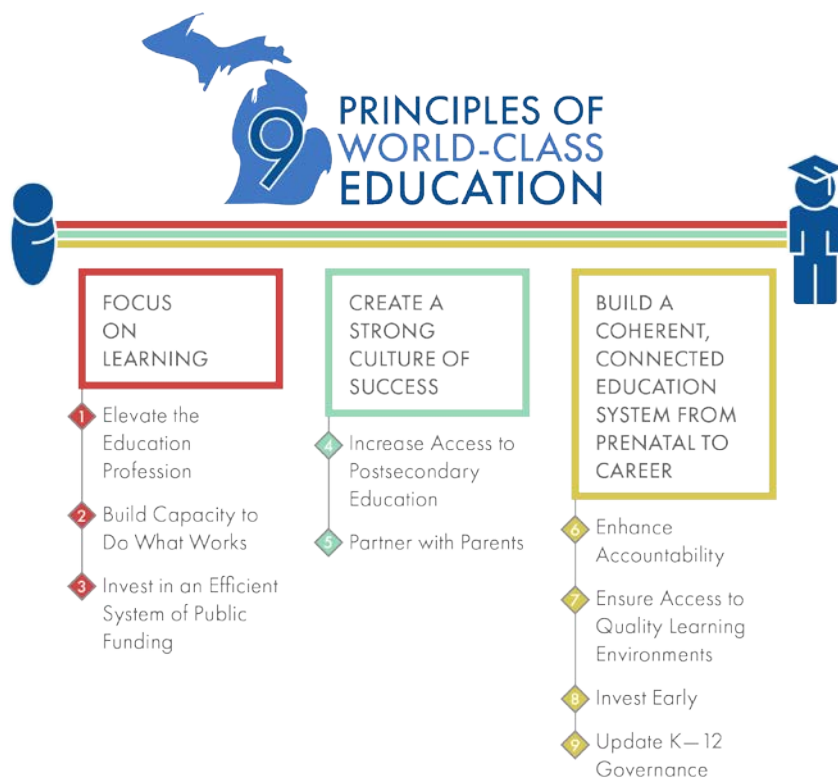 9
PRINCIPLES OF
WORLD-CLASS
EDUCATION
FOCUS
ON
LEARNING
1 Elevate the
Education
Profession
2 Build Capacity to
Do What Works
3 Invest in an Efficient
System of Public
Funding
CREATE A
STRONG
CULTURE OF
SUCCESS
4 Increase Access to
Postsecondary
Education
5 Partner with Parents
BUILD A
COHERENT,
CONNECTED
EDUCATION
SYSTEM FROM
PRENATAL TO
CAREER
6 Enhance
Accountability
7 Ensure Access to
Quality Learning
Environments
8 Invest Early
9 Update K—12
Governance